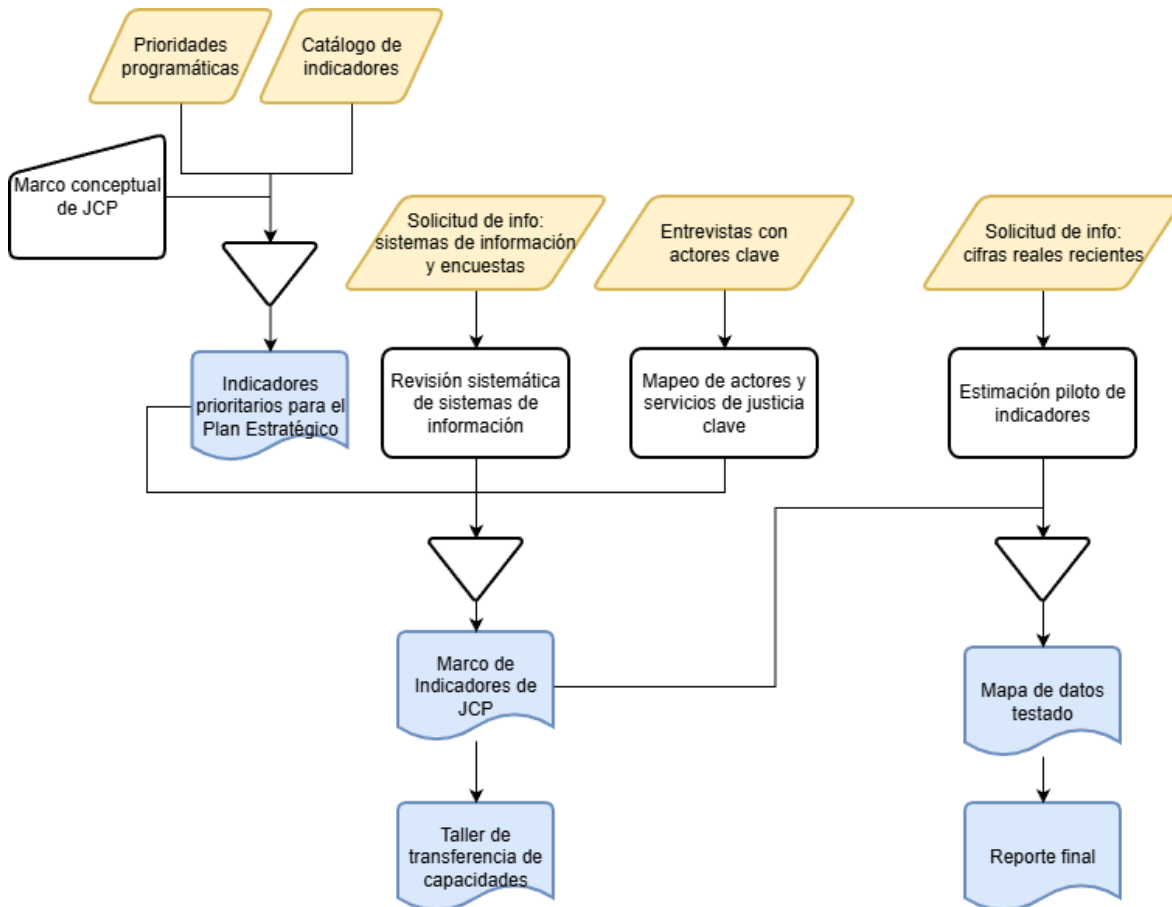 Prioridades
programáticas
Catálogo de
indicadores
Marco conceptual
de JCP
Solicitud de info:
sistemas de información
y encuestas
Entrevistas con
actores clave
Solicitud de info:
cifras reales recientes
Indicadores
prioritarios para el
Plan Estratégico
Revisión sistemática
de sistemas de
información
Mapeo de actores y
servicios de justicia
clave
Estimación piloto de
indicadores
Marco de
Indicadores de
JCP
Mapa de datos
testado
Taller de
transferencia de
capacidades
Reporte final